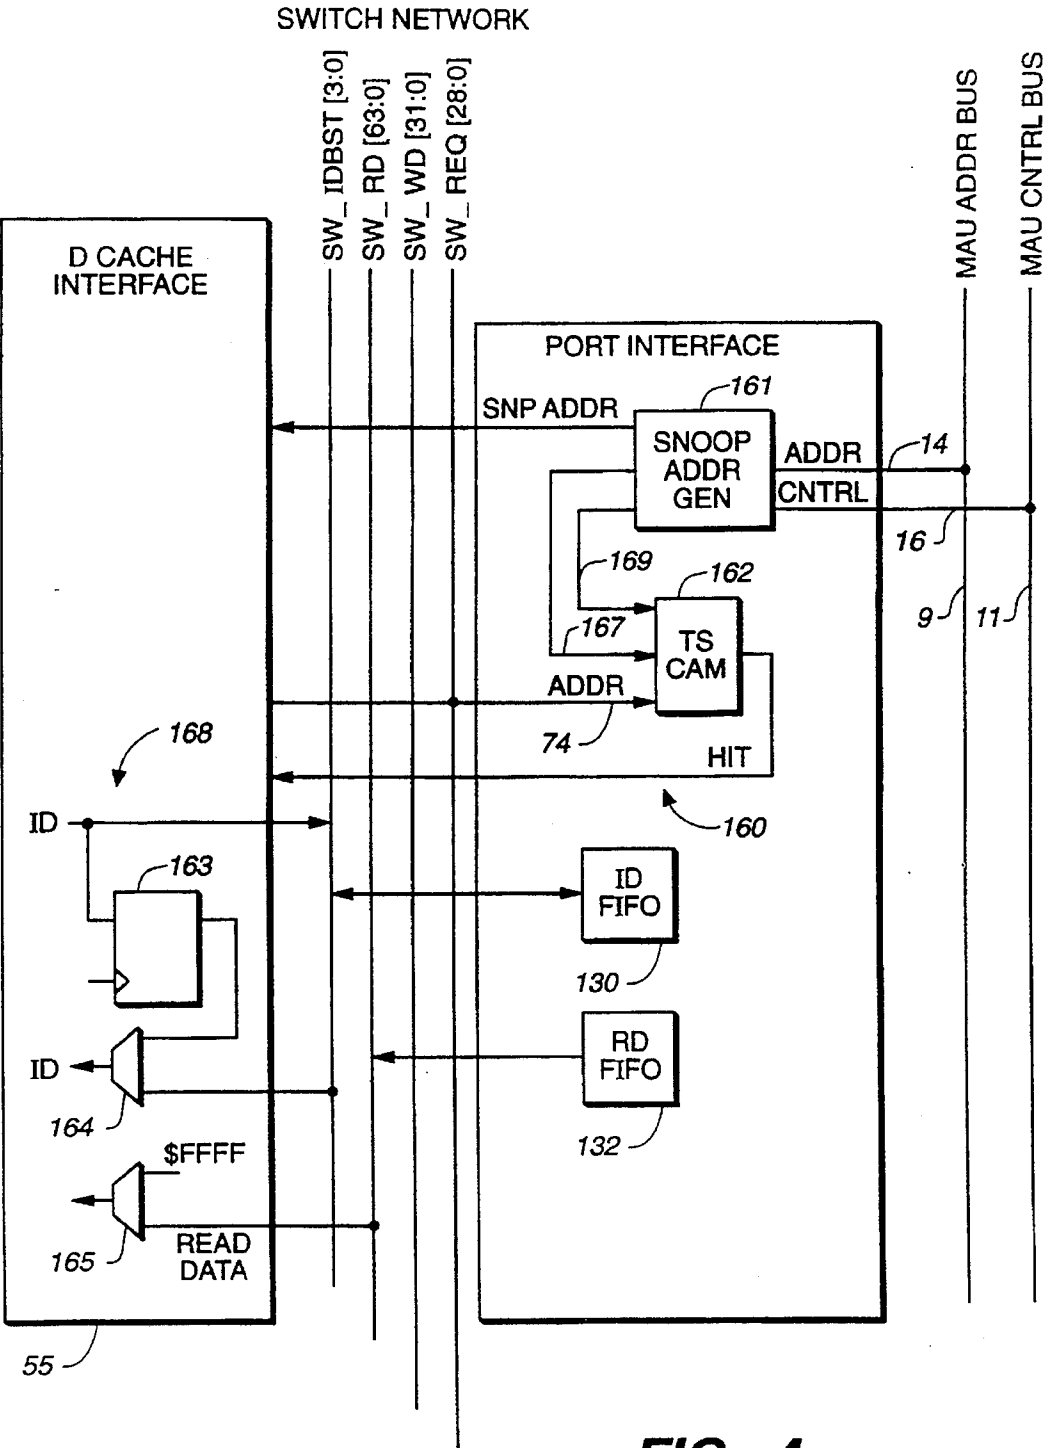 SWITCH NETWORK
SW_ IDBST [3:0]
SW_ RD [63:0]
SW_ WD [31:0]
SW_ REQ [28:0]
MAU ADDR BUS
MAU CNTRL BUS
D CACHE
INTERFACE
PORT INTERFACE
161
SNP ADDR
SNOOP
ADDR
GEN
ADDR
14
CNTRL
16
169
162
9
11
167
TS
CAM
ADDR
74
168
HIT
160
ID
163
ID
FIFO
130
RD
FIFO
ID
164
132
$FFFF
165
READ
DATA
55